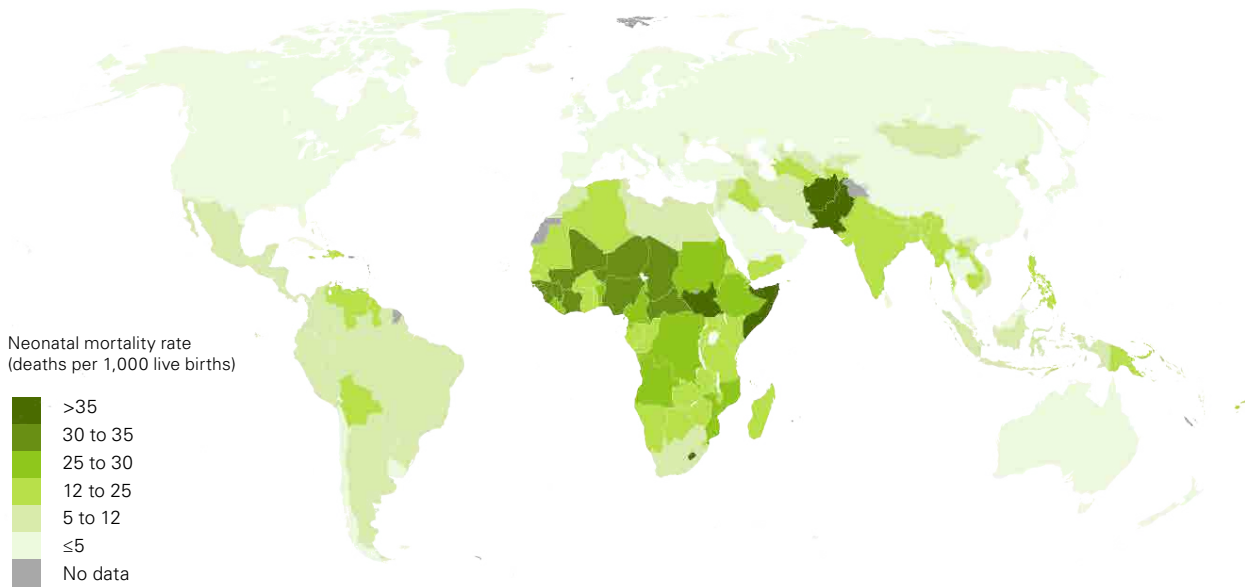 Neonatal mortality rate
(deaths per 1,000 live births)
>35
30 to 35
25 to 30
12 to 25
5 to 12
≤5
No data